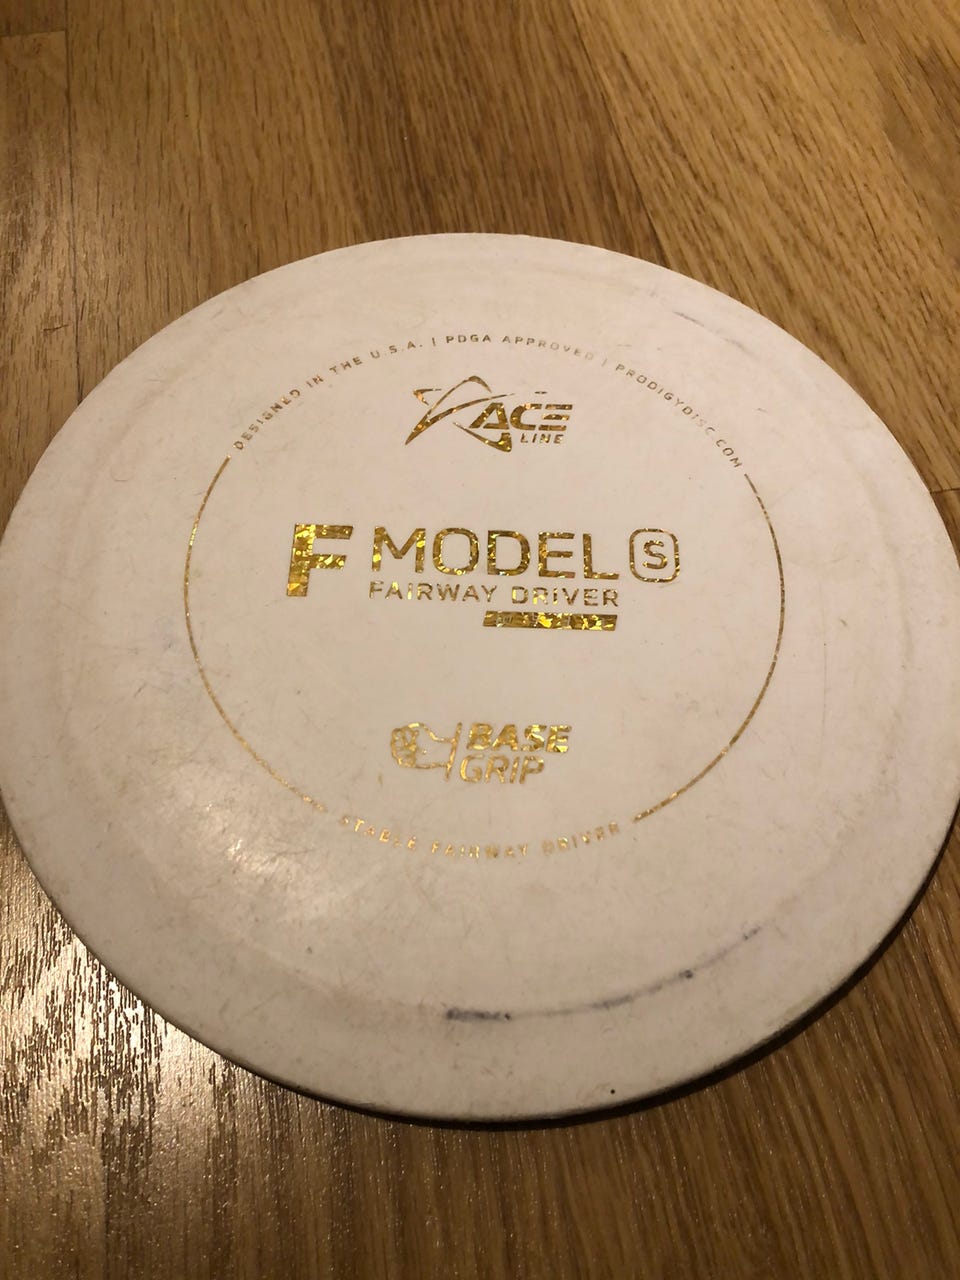 DESIGNED IN THE U.S.A. | PDGA APPROVED | PRODIGYDISC.COM
ACE
LINE
F MODEL S
FAIRWAY DRIVER
BASE
GRIP
STABLE FAIRWAY DRIVER